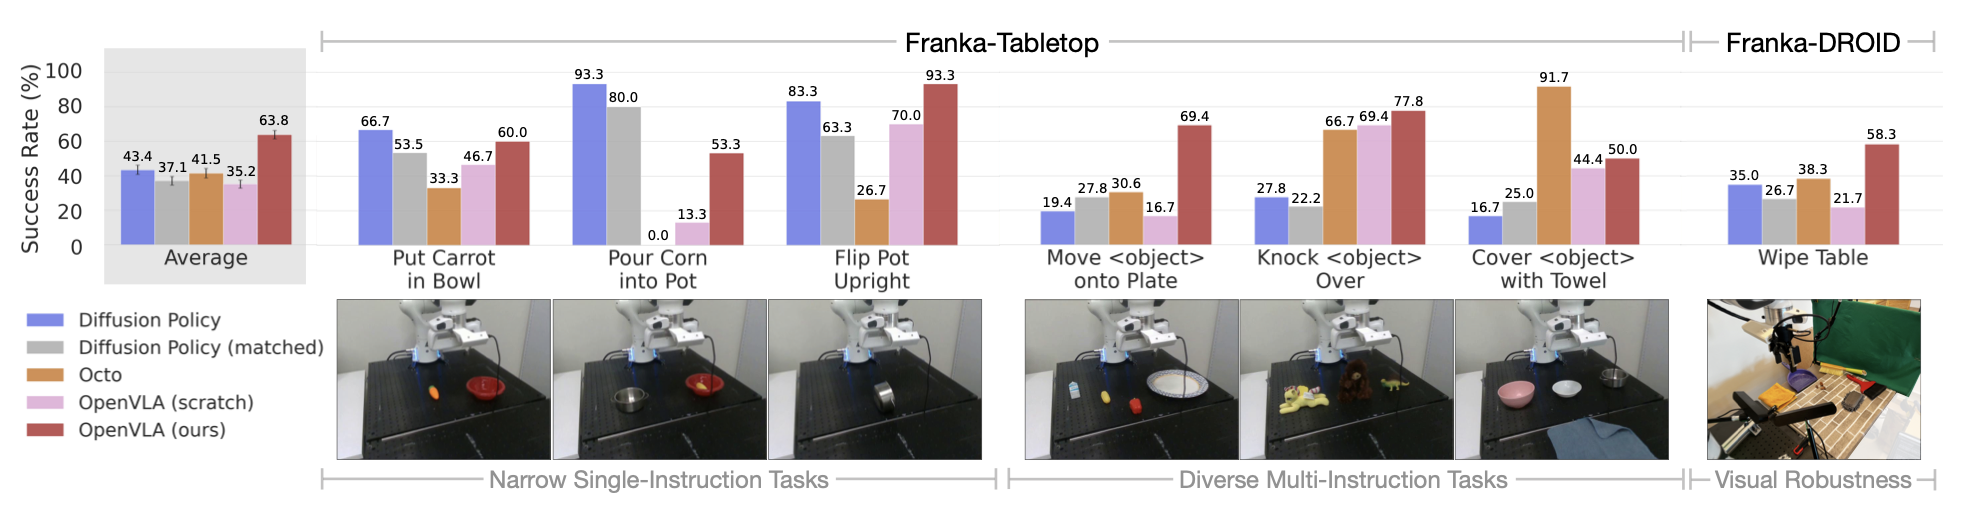 Franka-Tabletop
Franka-DROID
Success Rate (%)
100
80
60
40
20
0
43.4
37.1
41.5
35.2
63.8
Average
66.7
53.5
33.3
46.7
60.0
Put Carrot
in Bowl
93.3
80.0
0.0
13.3
53.3
Pour Corn
into Pot
83.3
63.3
26.7
70.0
93.3
Flip Pot
Upright
19.4
27.8
30.6
16.7
69.4
Move <object>
onto Plate
27.8
22.2
66.7
69.4
77.8
Knock <object>
Over
16.7
25.0
91.7
44.4
50.0
Cover <object>
with Towel
35.0
26.7
38.3
21.7
58.3
Wipe Table
Diffusion Policy
Diffusion Policy (matched)
Octo
OpenVLA (scratch)
OpenVLA (ours)
Narrow Single-Instruction Tasks
Diverse Multi-Instruction Tasks
Visual Robustness